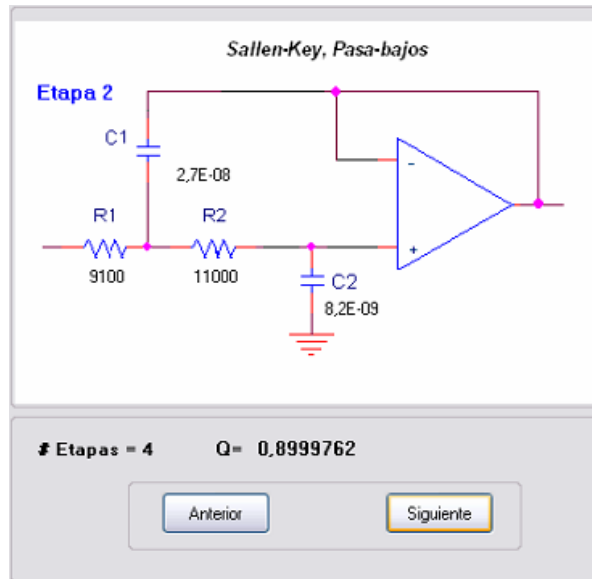 Sallen-Key, Pasa-bajos
Etapa 2
C1
2,7E-08
-
R1
R2
+
9100
11000
C2
8,2E-09
# Etapas = 4 Q= 0,8999762
Anterior Siguiente